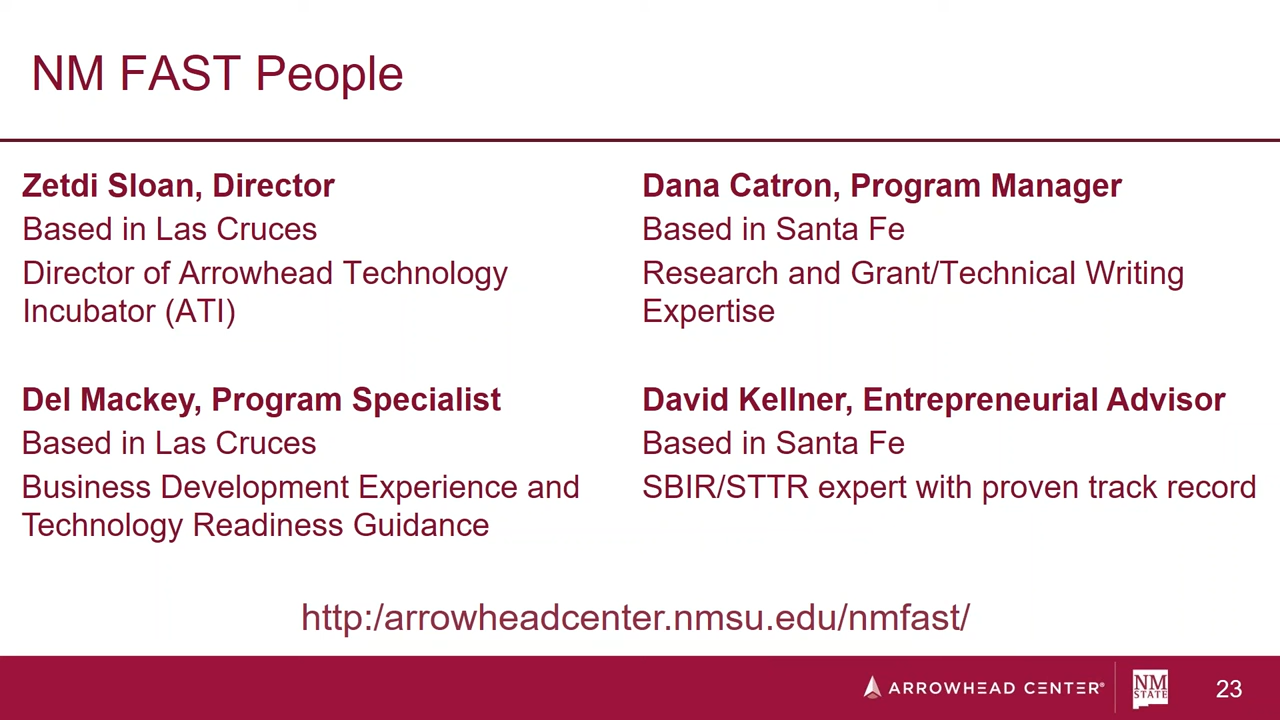 NM FAST People
Zetdi Sloan, Director
Based in Las Cruces
Director of Arrowhead Technology
Incubator (ATI)
Dana Catron, Program Manager
Based in Santa Fe
Research and Grant/Technical Writing
Expertise
Del Mackey, Program Specialist
Based in Las Cruces
Business Development Experience and
Technology Readiness Guidance
David Kellner, Entrepreneurial Advisor
Based in Santa Fe
SBIR/STTR expert with proven track record
http:/arrowheadcenter.nmsu.edu/nmfast/
ARROWHEAD CENTER®
NM
STATE
23